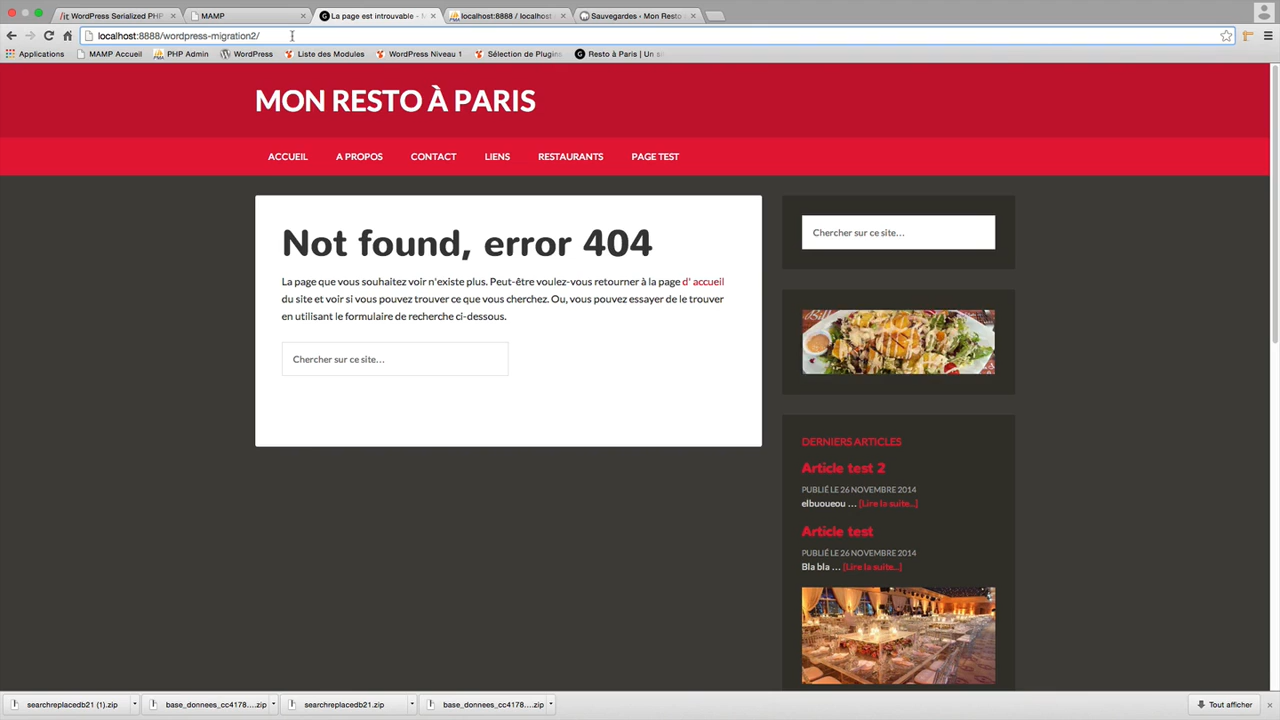 /it WordPress Serialized PHP
MAMP
La page est introuvable - M
localhost:8888 / localhost
Sauvegardes ‹ Mon Resto
localhost:8888/wordpress-migration2/
Applications
MAMP Accueil
PHP Admin
WordPress
Liste des Modules
WordPress Niveau 1
Sélection de Plugins
Resto à Paris | Un si
MON RESTO À PARIS
ACCUEIL
A PROPOS
CONTACT
LIENS
RESTAURANTS
PAGE TEST
Not found, error 404
La page que vous souhaitez voir n'existe plus. Peut-être voulez-vous retourner à la page d' accueil
du site et voir si vous pouvez trouver ce que vous cherchez. Ou, vous pouvez essayer de le trouver
en utilisant le formulaire de recherche ci-dessous.
Chercher sur ce site…
Chercher sur ce site…
DERNIERS ARTICLES
Article test 2
PUBLIÉ LE 26 NOVEMBRE 2014
elbuoueou … [Lire la suite...]
Article test
PUBLIÉ LE 26 NOVEMBRE 2014
Bla bla … [Lire la suite...]
searchreplacedb21 (1).zip
base_donnees_cc4178....zip
searchreplacedb21.zip
base_donnees_cc4178....zip
Tout afficher